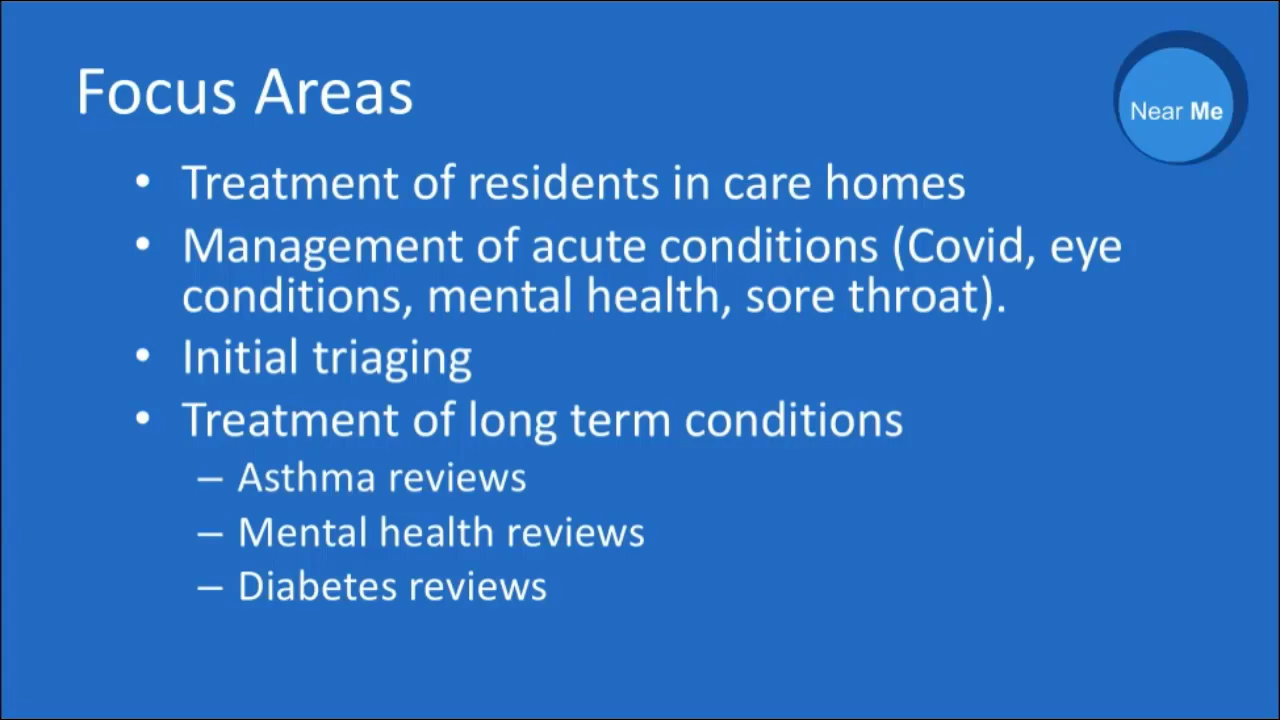 Focus Areas
Near Me
• Treatment of residents in care homes
• Management of acute conditions (Covid, eye
conditions, mental health, sore throat).
• Initial triaging
• Treatment of long term conditions
– Asthma reviews
– Mental health reviews
– Diabetes reviews